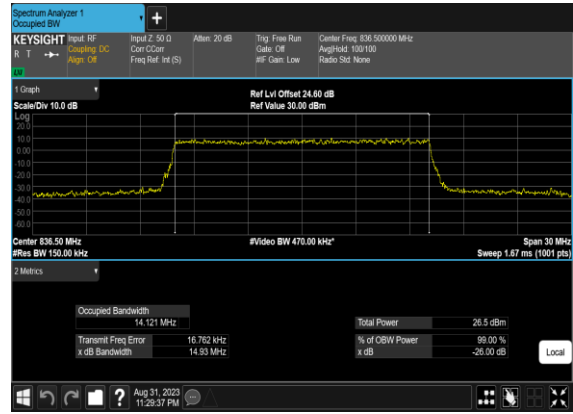 Spectrum Analyzer 1
Occupied BW
+
KEYSIGHT Input: RF Input Z: 50 Ω Atten: 20 dB Trig: Free Run Center Freq: 836.500000 MHz
R T Coupling: DC Corr CCorr Gate: Off Avg|Hold: 100/100
Align: Off Freq Ref: Int (S) #IF Gain: Low Radio Std: None
LW
1 Graph
Ref Lvl Offset 24.60 dB
Scale/Div 10.0 dB Ref Value 30.00 dBm
Log
20.0
10.0
0.00
-10.0
-20.0
-30.0
-40.0
-50.0
-60.0
Center 836.50 MHz #Video BW 470.00 kHz* Span 30 MHz
#Res BW 150.00 kHz Sweep 1.67 ms (1001 pts)
2 Metrics
Occupied Bandwidth
14.121 MHz Total Power 26.5 dBm
Transmit Freq Error 16.762 kHz % of OBW Power 99.00 %
x dB Bandwidth 14.93 MHz x dB -26.00 dB
Local
? Aug 31, 2023
11:29:37 PM